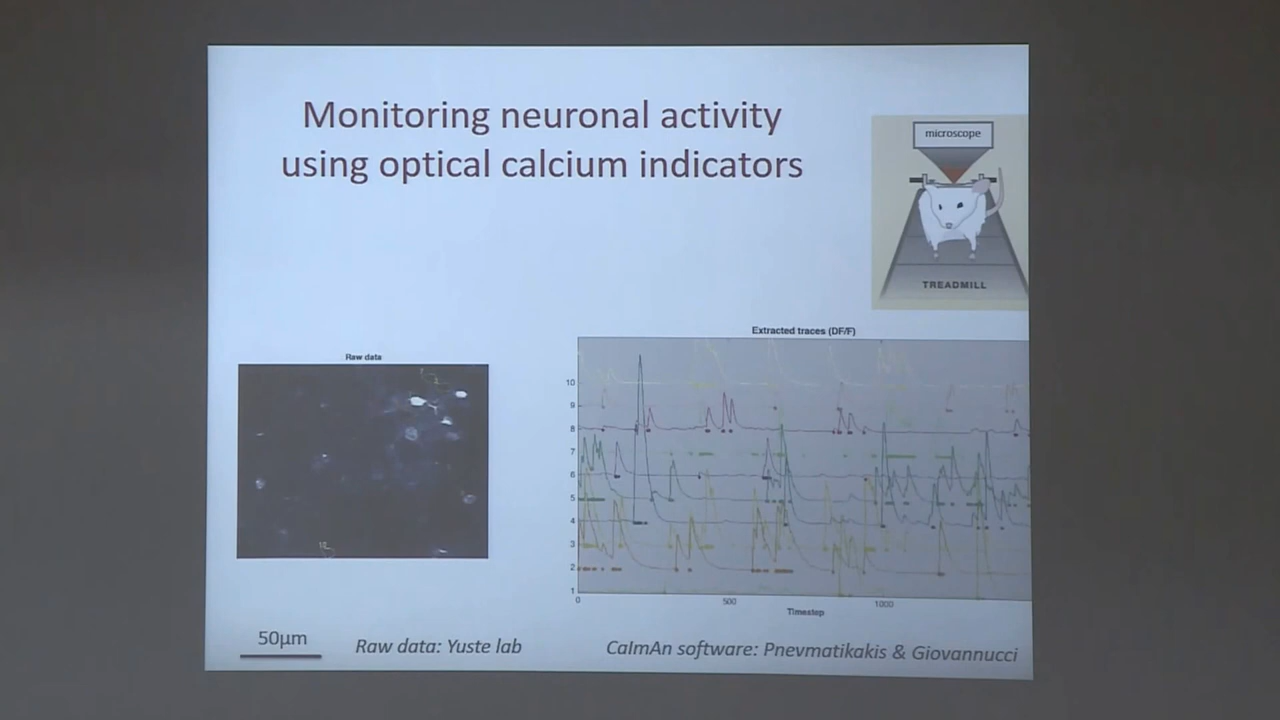 Monitoring neuronal activity
using optical calcium indicators
microscope
TREADMILL
Raw data
Extracted traces (DF/F)
10
9
8
7
6
5
4
3
2
1
0
500
1000
Timestep
50μm
Raw data: Yuste lab
CaImAn software: Pnevmatikakis & Giovannucci